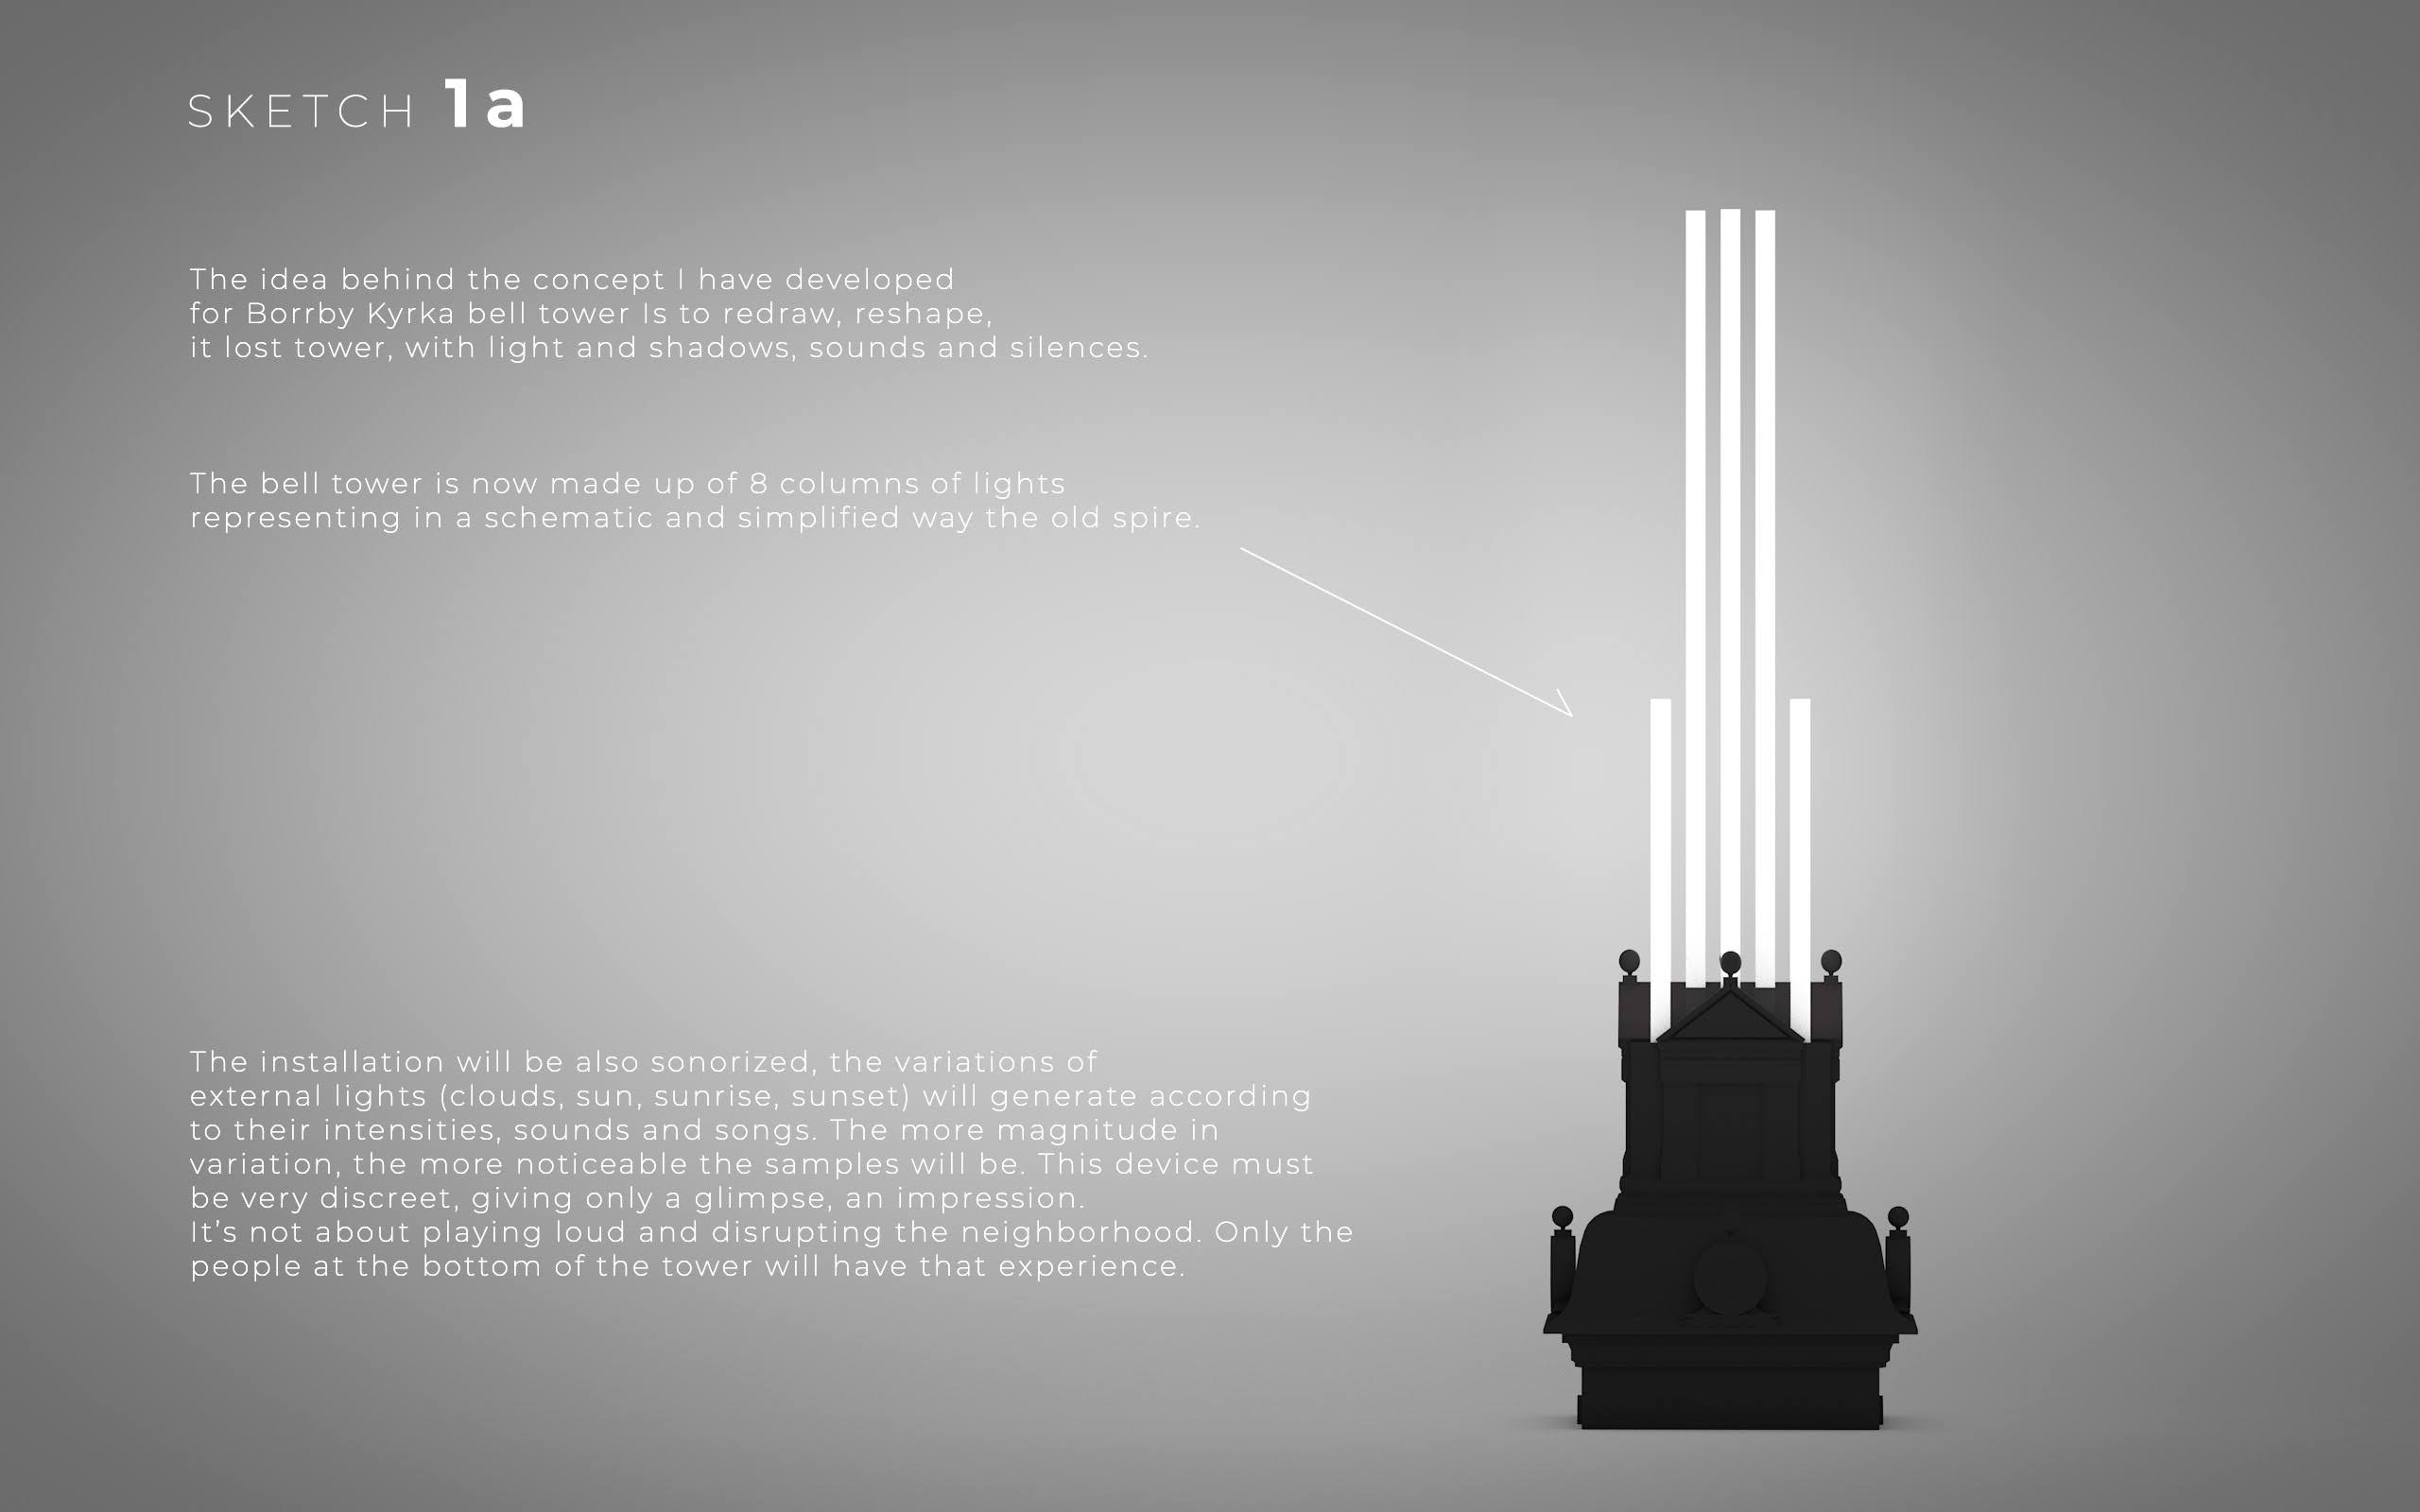 SKETCH 1a
The idea behind the concept I have developed
for Borrby Kyrka bell tower Is to redraw, reshape,
it lost tower, with light and shadows, sounds and silences.
The bell tower is now made up of 8 columns of lights
representing in a schematic and simplified way the old spire.
The installation will be also sonorized, the variations of
external lights (clouds, sun, sunrise, sunset) will generate according
to their intensities, sounds and songs. The more magnitude in
variation, the more noticeable the samples will be. This device must
be very discreet, giving only a glimpse, an impression.
It’s not about playing loud and disrupting the neighborhood. Only the
people at the bottom of the tower will have that experience.